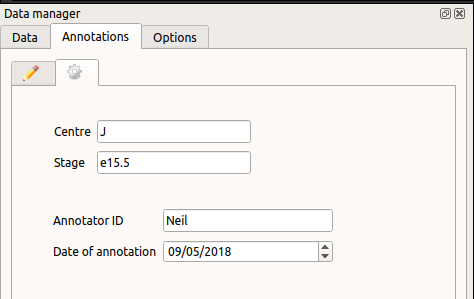 Data manager
Data Annotations Options
Centre J
Stage e15.5
Annotator ID Neil
Date of annotation 09/05/2018